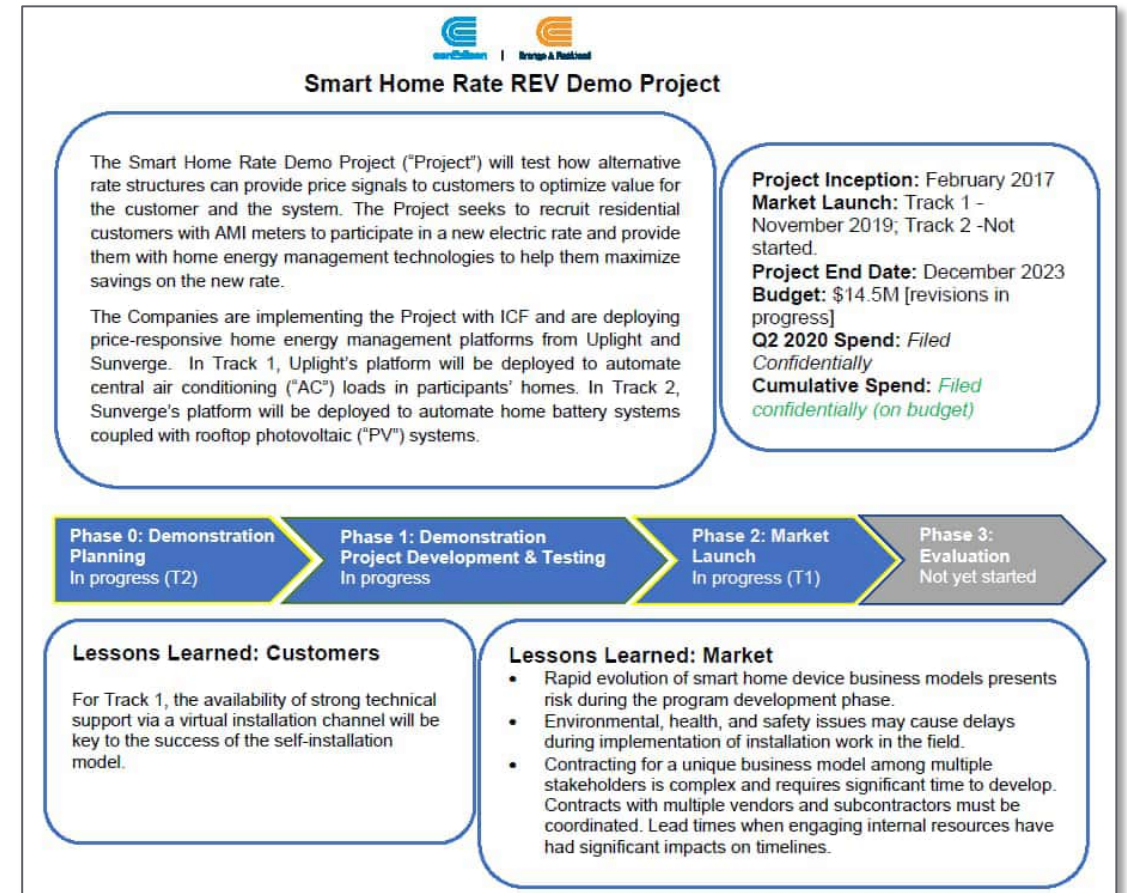 conEdison | Orange & Rockland
Smart Home Rate REV Demo Project
The Smart Home Rate Demo Project ("Project") will test how alternative
rate structures can provide price signals to customers to optimize value for
the customer and the system. The Project seeks to recruit residential
customers with AMI meters to participate in a new electric rate and provide
them with home energy management technologies to help them maximize
savings on the new rate.
The Companies are implementing the Project with ICF and are deploying
price-responsive home energy management platforms from Uplight and
Sunverge. In Track 1, Uplight's platform will be deployed to automate
central air conditioning ("AC") loads in participants' homes. In Track 2,
Sunverge's platform will be deployed to automate home battery systems
coupled with rooftop photovoltaic ("PV") systems.
Project Inception: February 2017
Market Launch: Track 1 -
November 2019; Track 2 -Not
started.
Project End Date: December 2023
Budget: $14.5M [revisions in
progress]
Q2 2020 Spend: Filed
Confidentially
Cumulative Spend: Filed
confidentially (on budget)
Phase 0: Demonstration
Planning
In progress (T2)
Phase 1: Demonstration
Project Development & Testing
In progress
Phase 2: Market
Launch
In progress (T1)
Phase 3:
Evaluation
Not yet started
Lessons Learned: Customers
For Track 1, the availability of strong technical
support via a virtual installation channel will be
key to the success of the self-installation
model.
Lessons Learned: Market
• Rapid evolution of smart home device business models presents
risk during the program development phase.
• Environmental, health, and safety issues may cause delays
during implementation of installation work in the field.
• Contracting for a unique business model among multiple
stakeholders is complex and requires significant time to develop.
Contracts with multiple vendors and subcontractors must be
coordinated. Lead times when engaging internal resources have
had significant impacts on timelines.